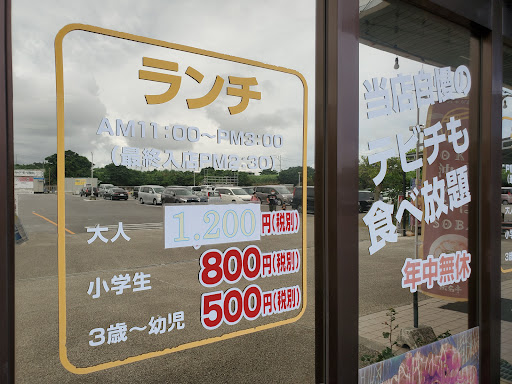 ランチ
AM11:00～PM3:00
(最終入店PM2:30)
大人 1,200円(税別)
小学生 800円(税別)
3歳～幼児 500円(税別)
当店自慢の
テビチも
食べ放題
年中無休